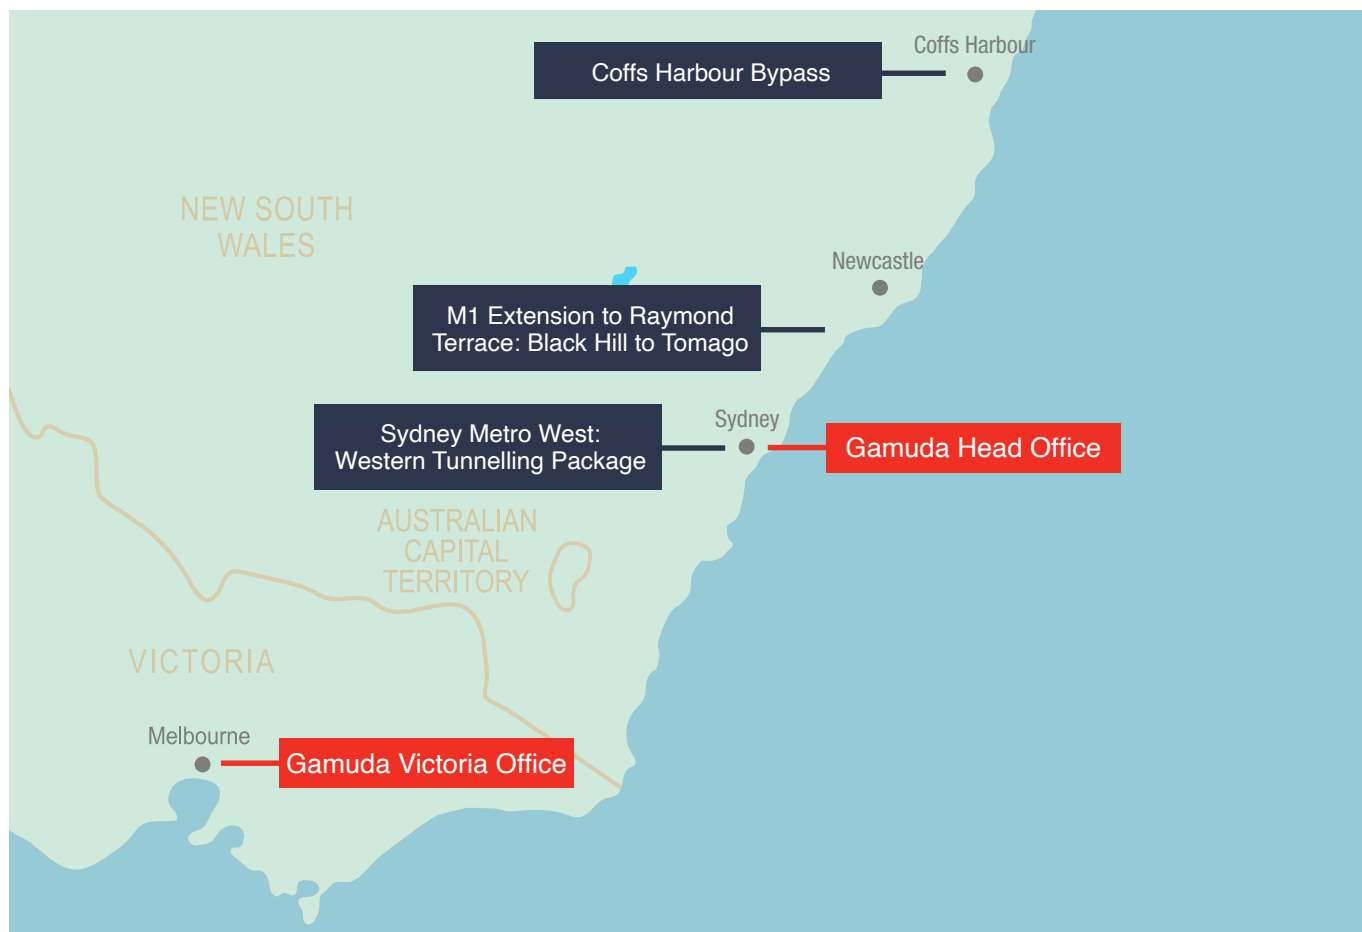 Coffs Harbour
Coffs Harbour Bypass
NEW SOUTH
WALES
Newcastle
M1 Extension to Raymond
Terrace: Black Hill to Tomago
Sydney
Sydney Metro West:
Western Tunnelling Package
Gamuda Head Office
AUSTRALIAN
CAPITAL
TERRITORY
VICTORIA
Melbourne
Gamuda Victoria Office